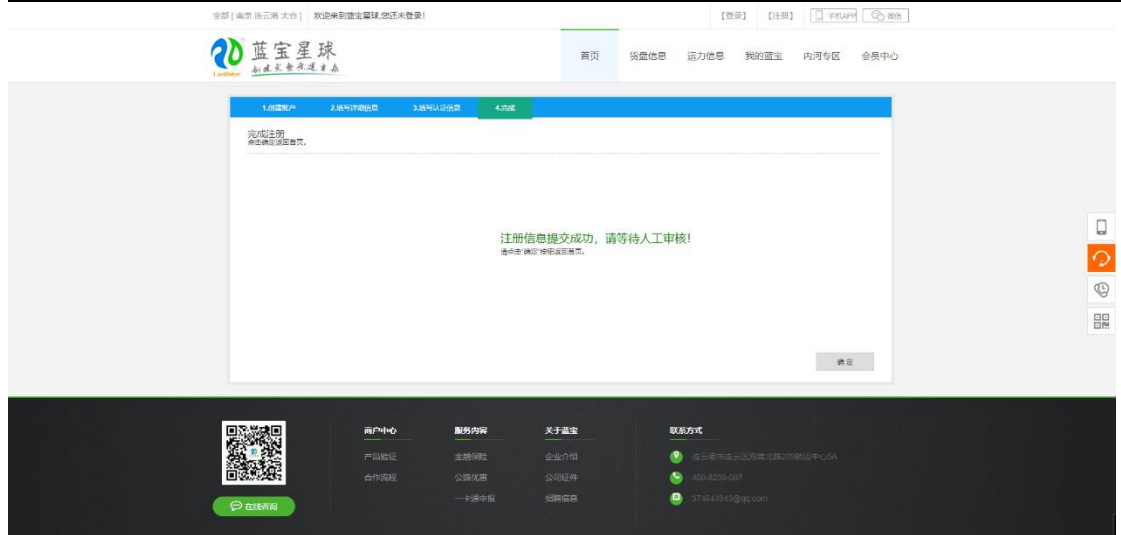 全部 [ 南京 连云港 太仓 ] 欢迎来到蓝宝星球,您还未登录!
【登录】 【注册】 手机APP 微信
蓝宝星球
Landbator
首页 货盘信息 运力信息 我的蓝宝 内河专区 会员中心
1.创建账户 2.填写详细信息 3.填写认证信息 4.完成
完成注册
点击确定返回首页。
注册信息提交成功，请等待人工审核!
请点击"确定"按钮返回首页。
确 定
商户中心 服务内容 关于蓝宝 联系方式
产品验证 金融保险 企业介绍
合作流程 公路优惠 公司证件 400-8230-007
一卡通申报 招聘信息 374644843@qq.com
在线咨询